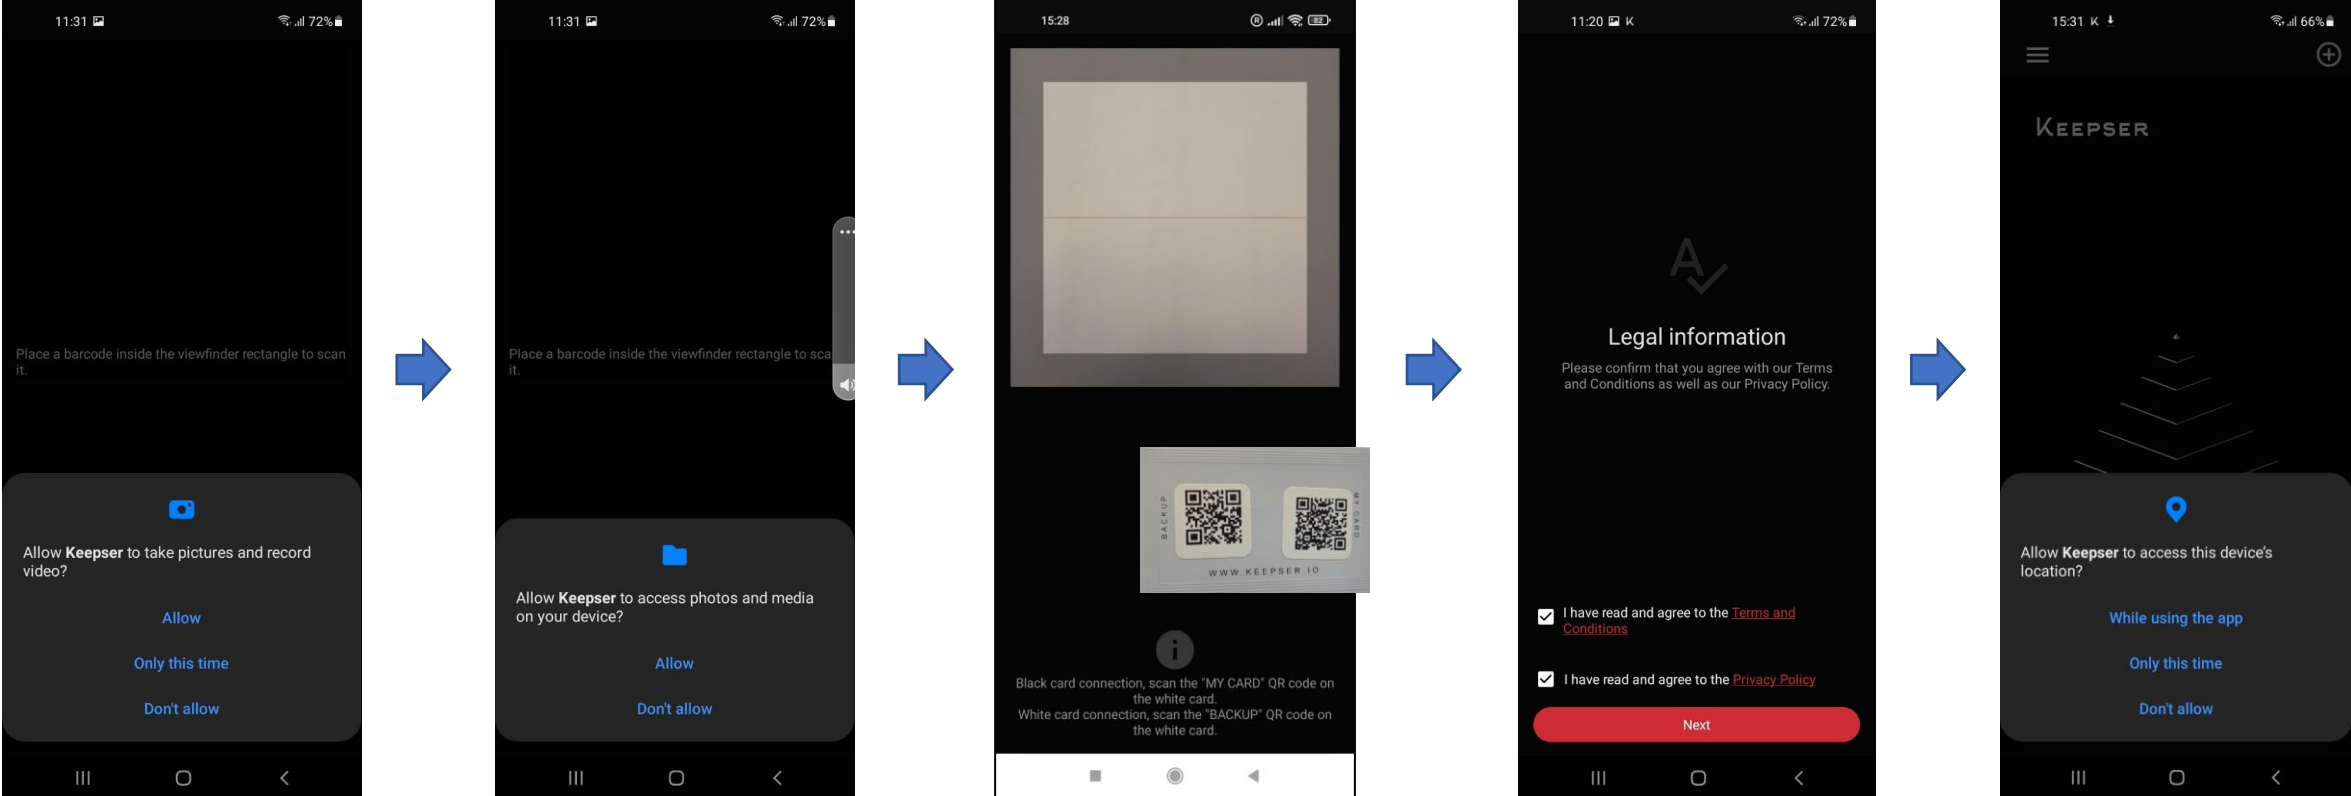 11:31
72%
Place a barcode inside the viewfinder rectangle to scan
it.
Allow Keepser to take pictures and record
video?
Allow
Only this time
Don't allow
11:31
72%
Place a barcode inside the viewfinder rectangle to sca
it.
Allow Keepser to access photos and media
on your device?
Allow
Don't allow
15:28
R
82
BACKUP
MY CARD
WWW.KEEPSER.IO
Black card connection, scan the "MY CARD" QR code on
the white card.
White card connection, scan the "BACKUP" QR code on
the white card.
11:20 K
72%
Legal information
Please confirm that you agree with our Terms
and Conditions as well as our Privacy Policy.
I have read and agree to the Terms and
Conditions
I have read and agree to the Privacy Policy
Next
15:31 K
66%
KEEPSER
Allow Keepser to access this device's
location?
While using the app
Only this time
Don't allow